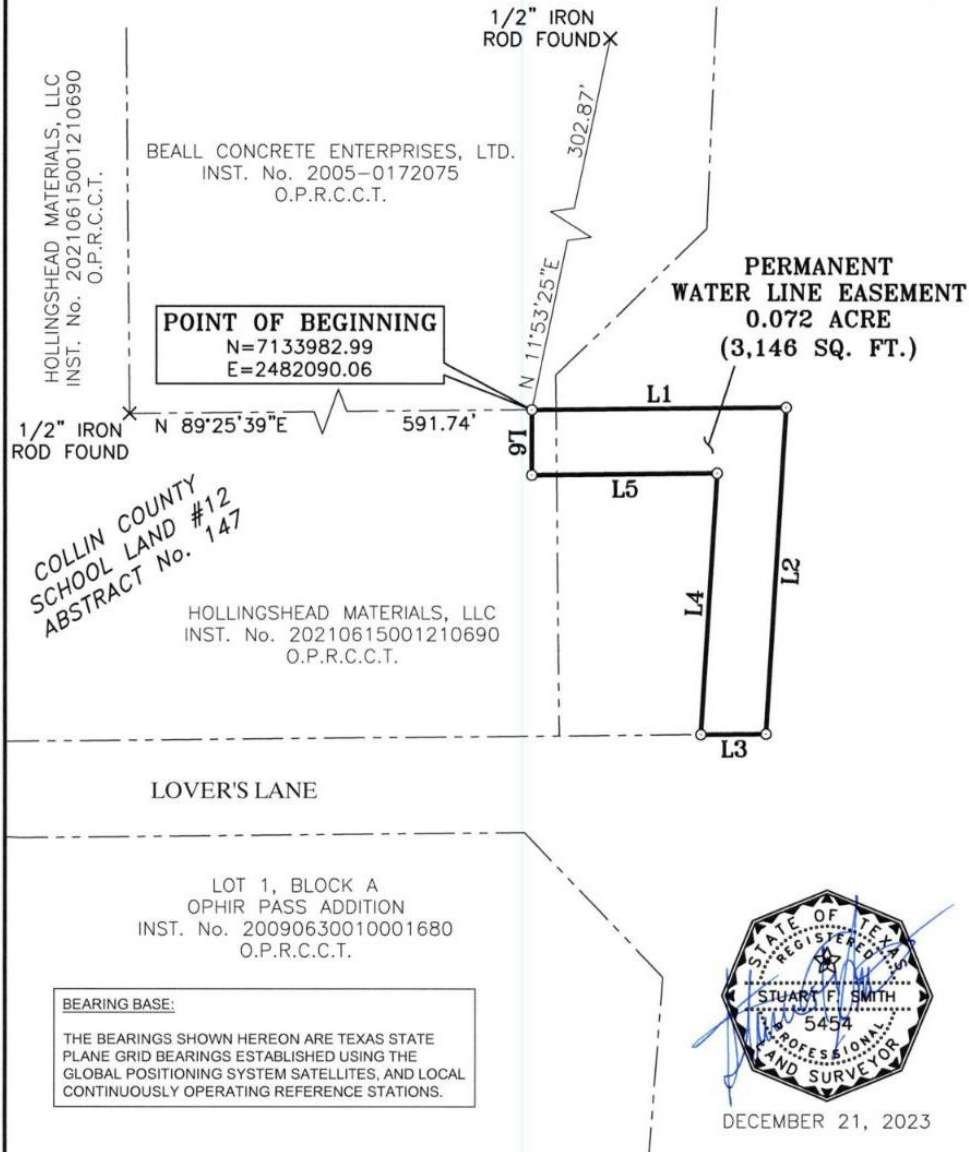 1/2" IRON
ROD FOUND
HOLLINGSHEAD MATERIALS, LLC
INST. No. 20210615001210690
O.P.R.C.C.T.
BEALL CONCRETE ENTERPRISES, LTD.
INST. No. 2005-0172075
O.P.R.C.C.T.
302.87'
N 11°53'25"E
PERMANENT
WATER LINE EASEMENT
0.072 ACRE
(3,146 SQ. FT.)
POINT OF BEGINNING
N=7133982.99
E=2482090.06
1/2" IRON
ROD FOUND
N 89°25'39"E
591.74'
L1
L6
L5
L2
L4
L3
COLLIN COUNTY
SCHOOL LAND #12
ABSTRACT No. 147
HOLLINGSHEAD MATERIALS, LLC
INST. No. 20210615001210690
O.P.R.C.C.T.
LOVER'S LANE
LOT 1, BLOCK A
OPHIR PASS ADDITION
INST. No. 20090630010001680
O.P.R.C.C.T.
BEARING BASE:
THE BEARINGS SHOWN HEREON ARE TEXAS STATE
PLANE GRID BEARINGS ESTABLISHED USING THE
GLOBAL POSITIONING SYSTEM SATELLITES, AND LOCAL
CONTINUOUSLY OPERATING REFERENCE STATIONS.
STATE OF TEXAS
REGISTERED
STUART F. SMITH
5454
PROFESSIONAL
LAND SURVEYOR
DECEMBER 21, 2023